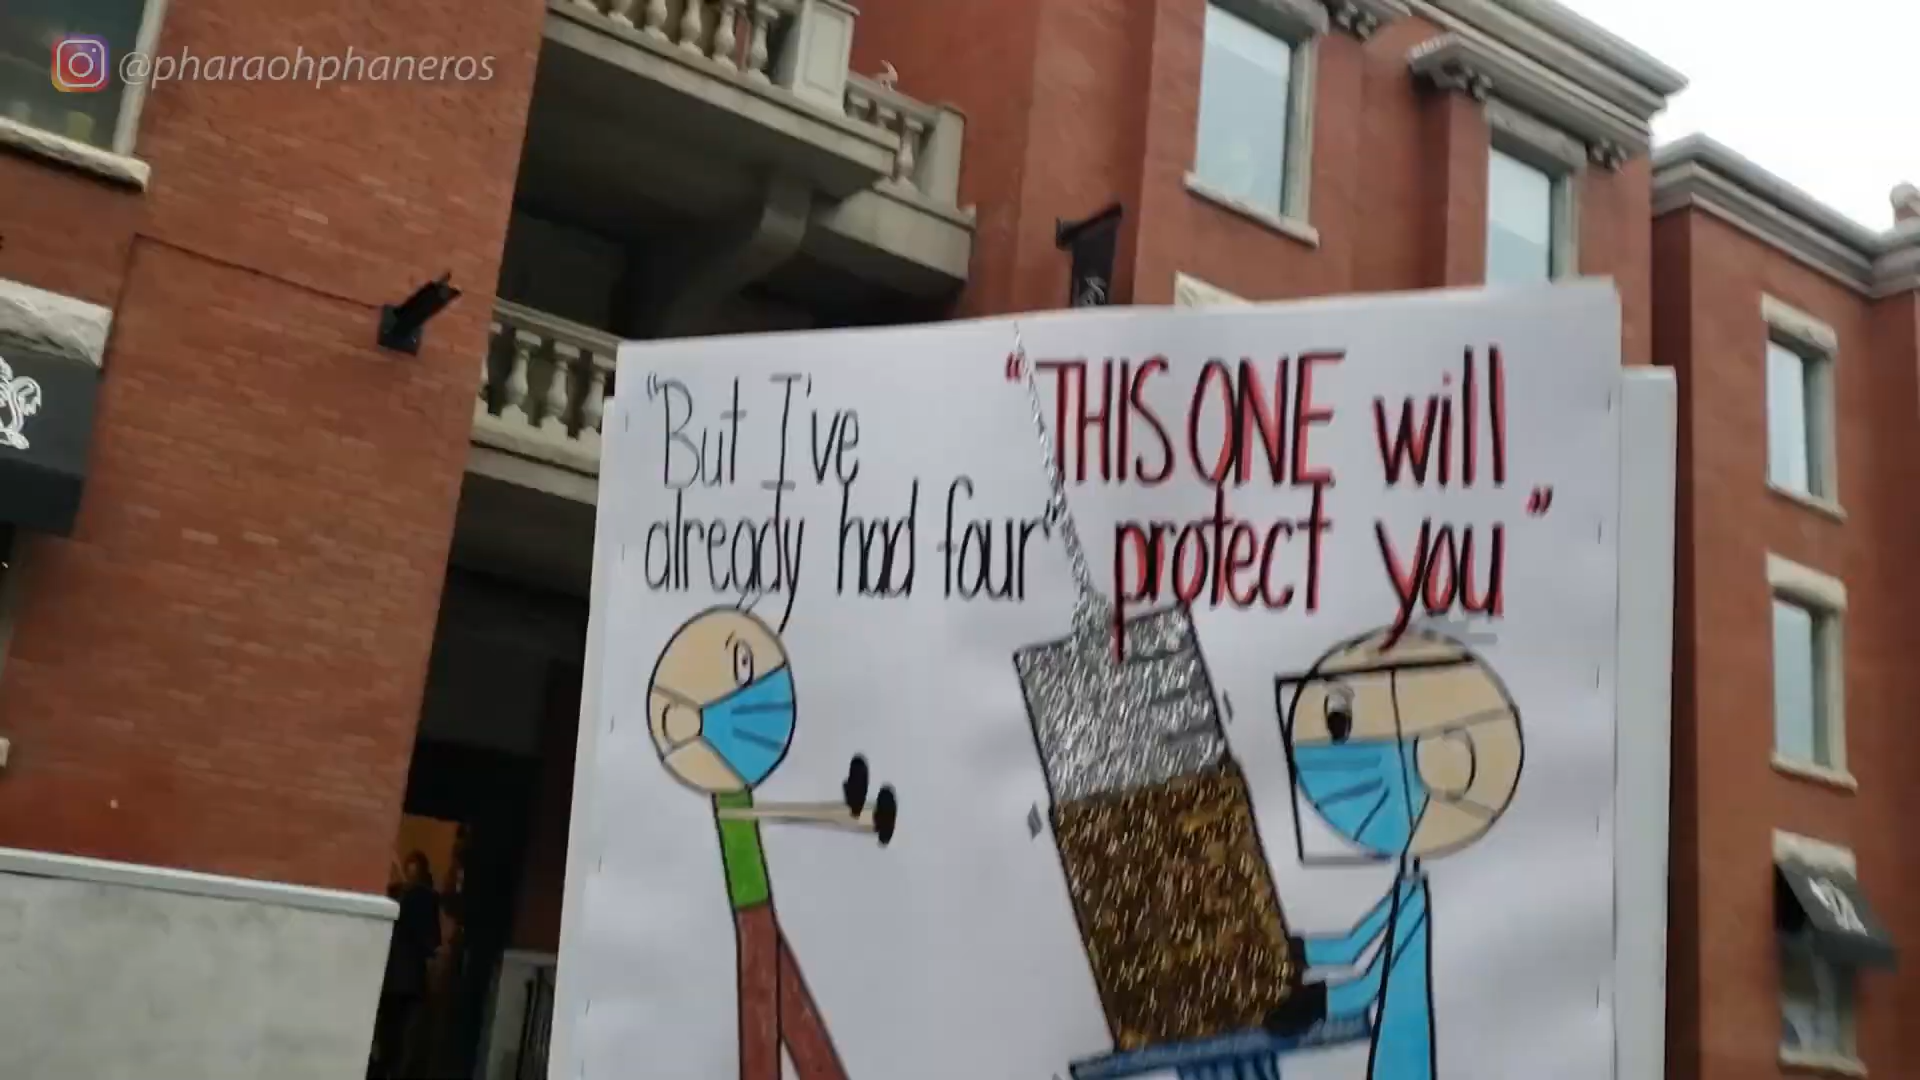 @pharaohphaneros
"But I've
already had four"
"THIS ONE will
protect you"